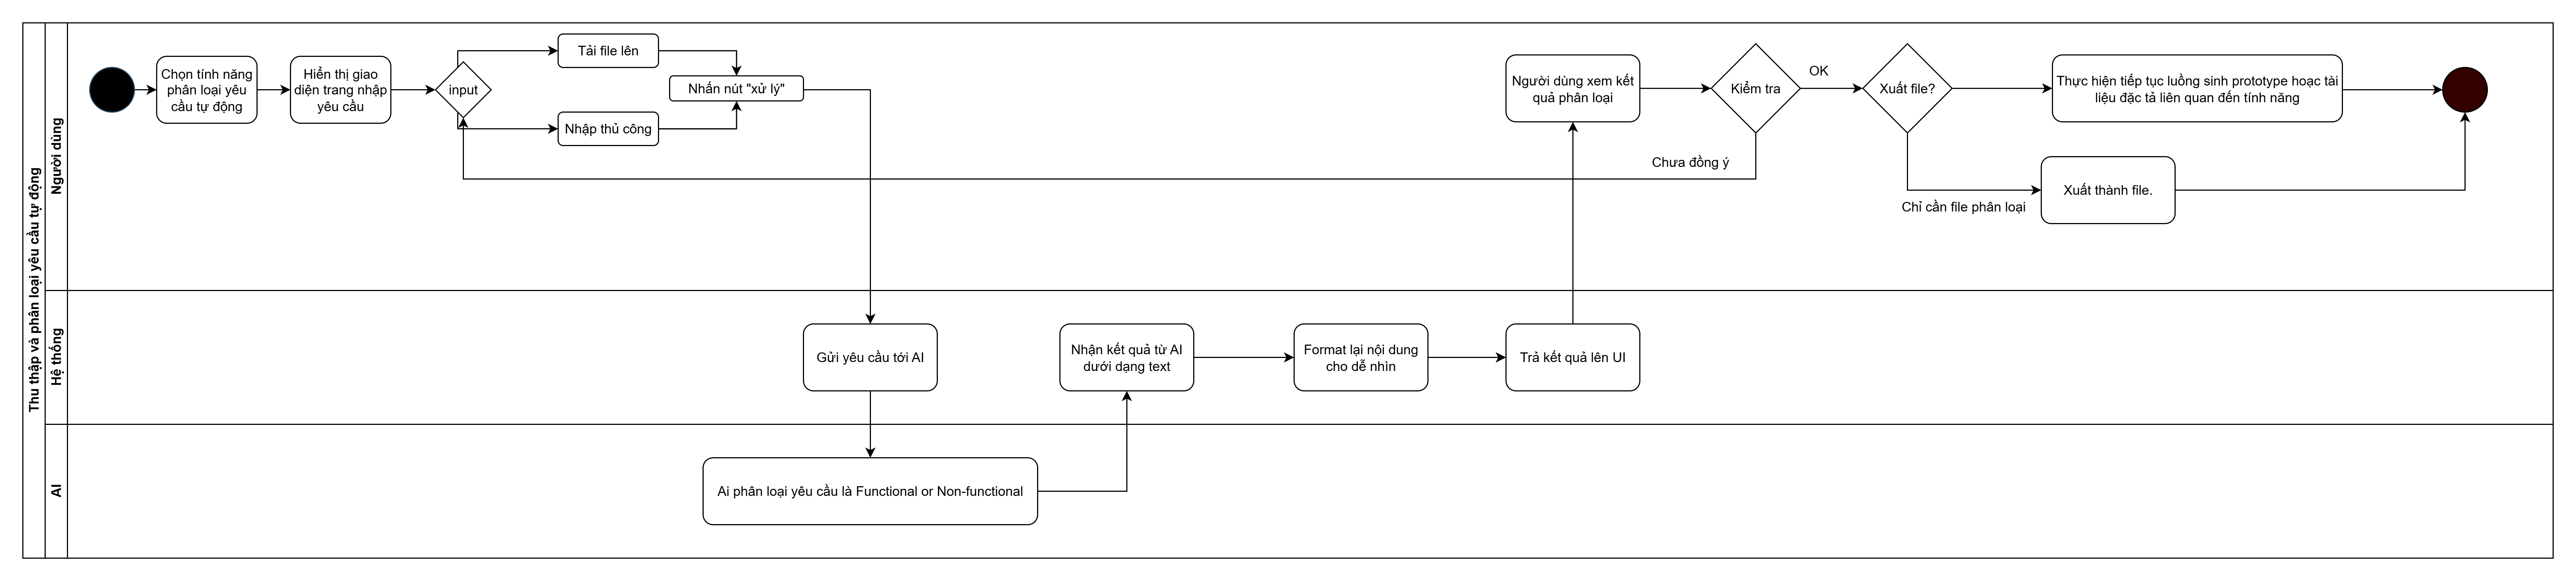 Thu thập và phân loại yêu cầu tự động
Người dùng
Chọn tính năng
phân loại yêu
cầu tự động
Hiển thị giao
diện trang nhập
yêu cầu
input
Tải file lên
Nhập thủ công
Nhấn nút "xử lý"
Người dùng xem kết
quả phân loại
Kiểm tra
OK
Chưa đồng ý
Xuất file?
Thực hiện tiếp tục luồng sinh prototype hoạc tài
liệu đặc tả liên quan đến tính năng
Chỉ cần file phân loại
Xuất thành file.
Hệ thống
Gửi yêu cầu tới AI
Nhận kết quả từ AI
dưới dạng text
Format lại nội dung
cho dễ nhìn
Trả kết quả lên UI
AI
Ai phân loại yêu cầu là Functional or Non-functional